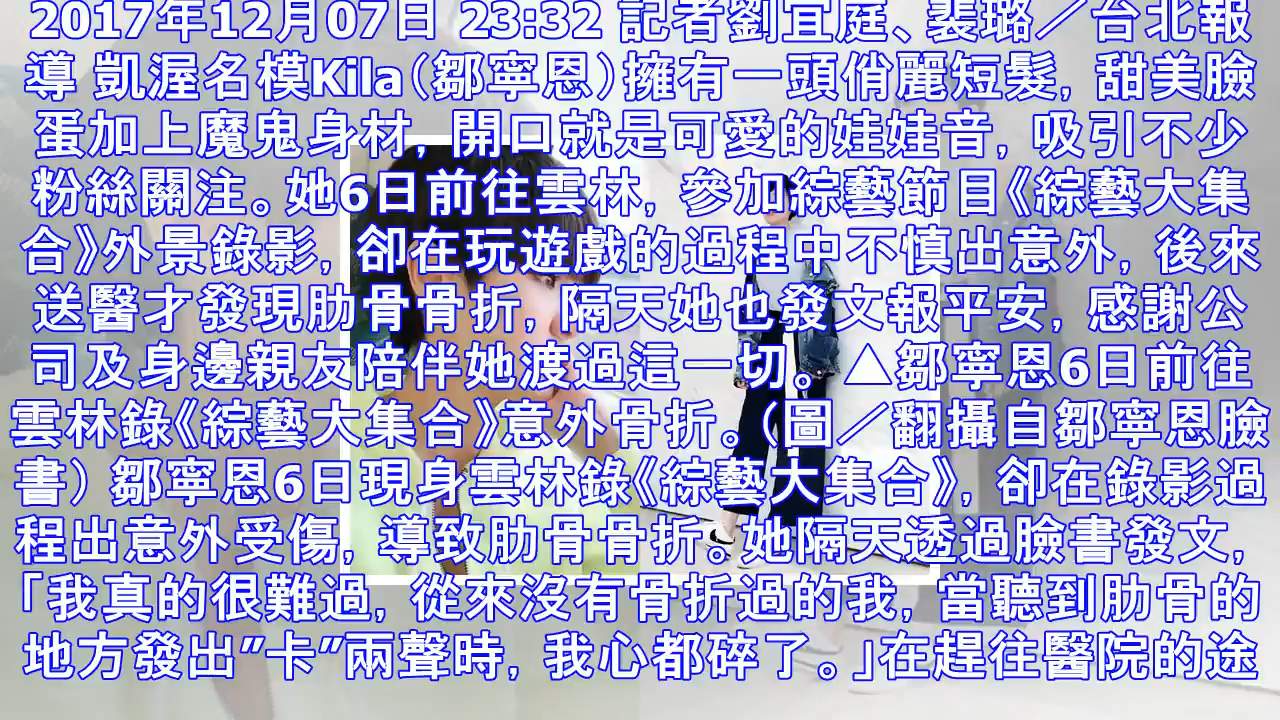 2017年12月07日 23:32 記者劉宜庭、裴璐／台北報
導 凱渥名模Kila（鄒寧恩）擁有一頭俏麗短髮，甜美臉
蛋加上魔鬼身材，開口就是可愛的娃娃音，吸引不少
粉絲關注。她6日前往雲林，參加綜藝節目《綜藝大集
合》外景錄影，卻在玩遊戲的過程中不慎出意外，後來
送醫才發現肋骨骨折，隔天她也發文報平安，感謝公
司及身邊親友陪伴她渡過這一切。 ▲鄒寧恩6日前往
雲林錄《綜藝大集合》意外骨折。（圖／翻攝自鄒寧恩臉
書） 鄒寧恩6日現身雲林錄《綜藝大集合》，卻在錄影過
程出意外受傷，導致肋骨骨折。她隔天透過臉書發文，
「我真的很難過，從來沒有骨折過的我，當聽到肋骨的
地方發出”卡”兩聲時，我心都碎了。」在趕往醫院的途